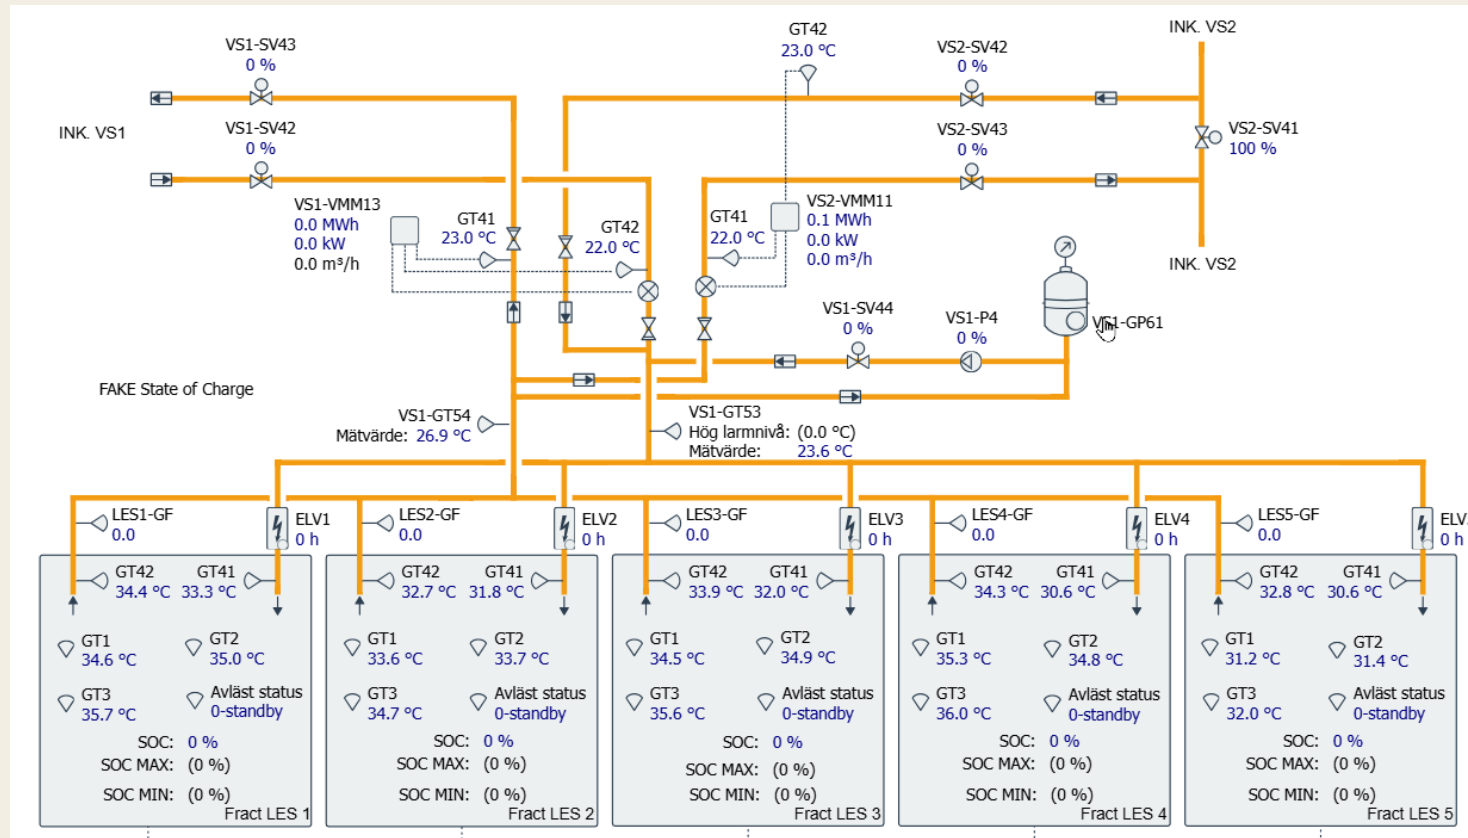 GT42
23.0 °C
INK. VS2
VS1-SV43
0 %
VS2-SV42
0 %
INK. VS1
VS1-SV42
0 %
VS2-SV43
0 %
VS2-SV41
100 %
VS1-VMM13
0.0 MWh
0.0 kW
0.0 m³/h
GT41
23.0 °C
GT42
22.0 °C
GT41
22.0 °C
VS2-VMM11
0.1 MWh
0.0 kW
0.0 m³/h
INK. VS2
VS1-SV44
0 %
VS1-P4
0 %
VS1-GP61
FAKE State of Charge
VS1-GT54
Mätvärde: 26.9 °C
VS1-GT53
Hög larmnivå: (0.0 °C)
Mätvärde: 23.6 °C
LES1-GF
0.0
ELV1
0 h
LES2-GF
0.0
ELV2
0 h
LES3-GF
0.0
ELV3
0 h
LES4-GF
0.0
ELV4
0 h
LES5-GF
0.0
0 h
GT42
34.4 °C
GT41
33.3 °C
GT1
34.6 °C
GT2
35.0 °C
GT3
35.7 °C
Avläst status
0-standby
SOC: 0 %
SOC MAX: (0 %)
SOC MIN: (0 %)
Fract LES 1
GT42
32.7 °C
GT41
31.8 °C
GT1
33.6 °C
GT2
33.7 °C
GT3
34.7 °C
Avläst status
0-standby
SOC: 0 %
SOC MAX: (0 %)
SOC MIN: (0 %)
Fract LES 2
GT42
33.9 °C
GT41
32.0 °C
GT1
34.5 °C
GT2
34.9 °C
GT3
35.6 °C
Avläst status
0-standby
SOC: 0 %
SOC MAX: (0 %)
SOC MIN: (0 %)
Fract LES 3
GT42
34.3 °C
GT41
30.6 °C
GT1
35.3 °C
GT2
34.8 °C
GT3
36.0 °C
Avläst status
0-standby
SOC: 0 %
SOC MAX: (0 %)
SOC MIN: (0 %)
Fract LES 4
GT42
32.8 °C
GT41
30.6 °C
GT1
31.2 °C
GT2
31.4 °C
GT3
32.0 °C
Avläst status
0-standby
SOC: 0 %
SOC MAX: (0 %)
SOC MIN: (0 %)
Fract LES 5